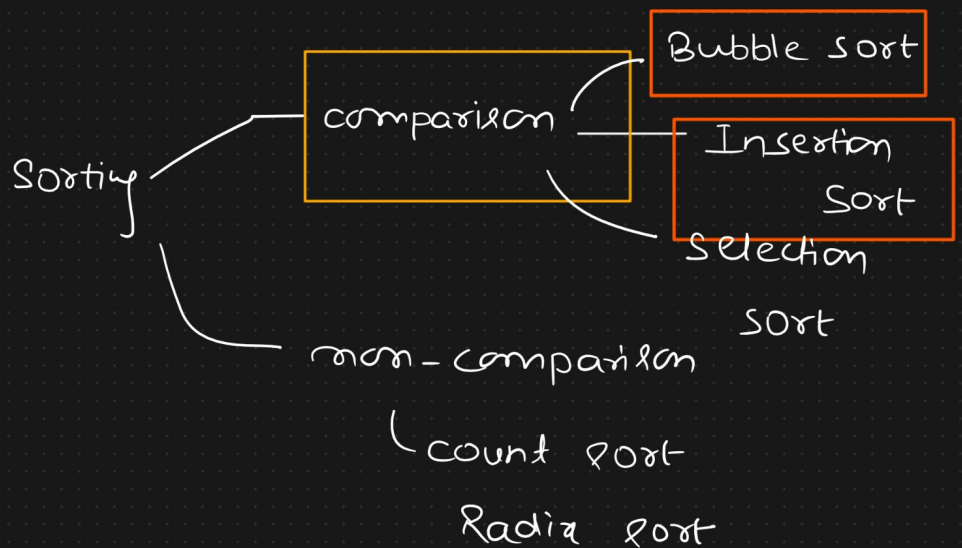 Bubble sort
comparison
Insertion
Sort
Sorting
Selection
sort
non-comparison
count sort
Radix sort